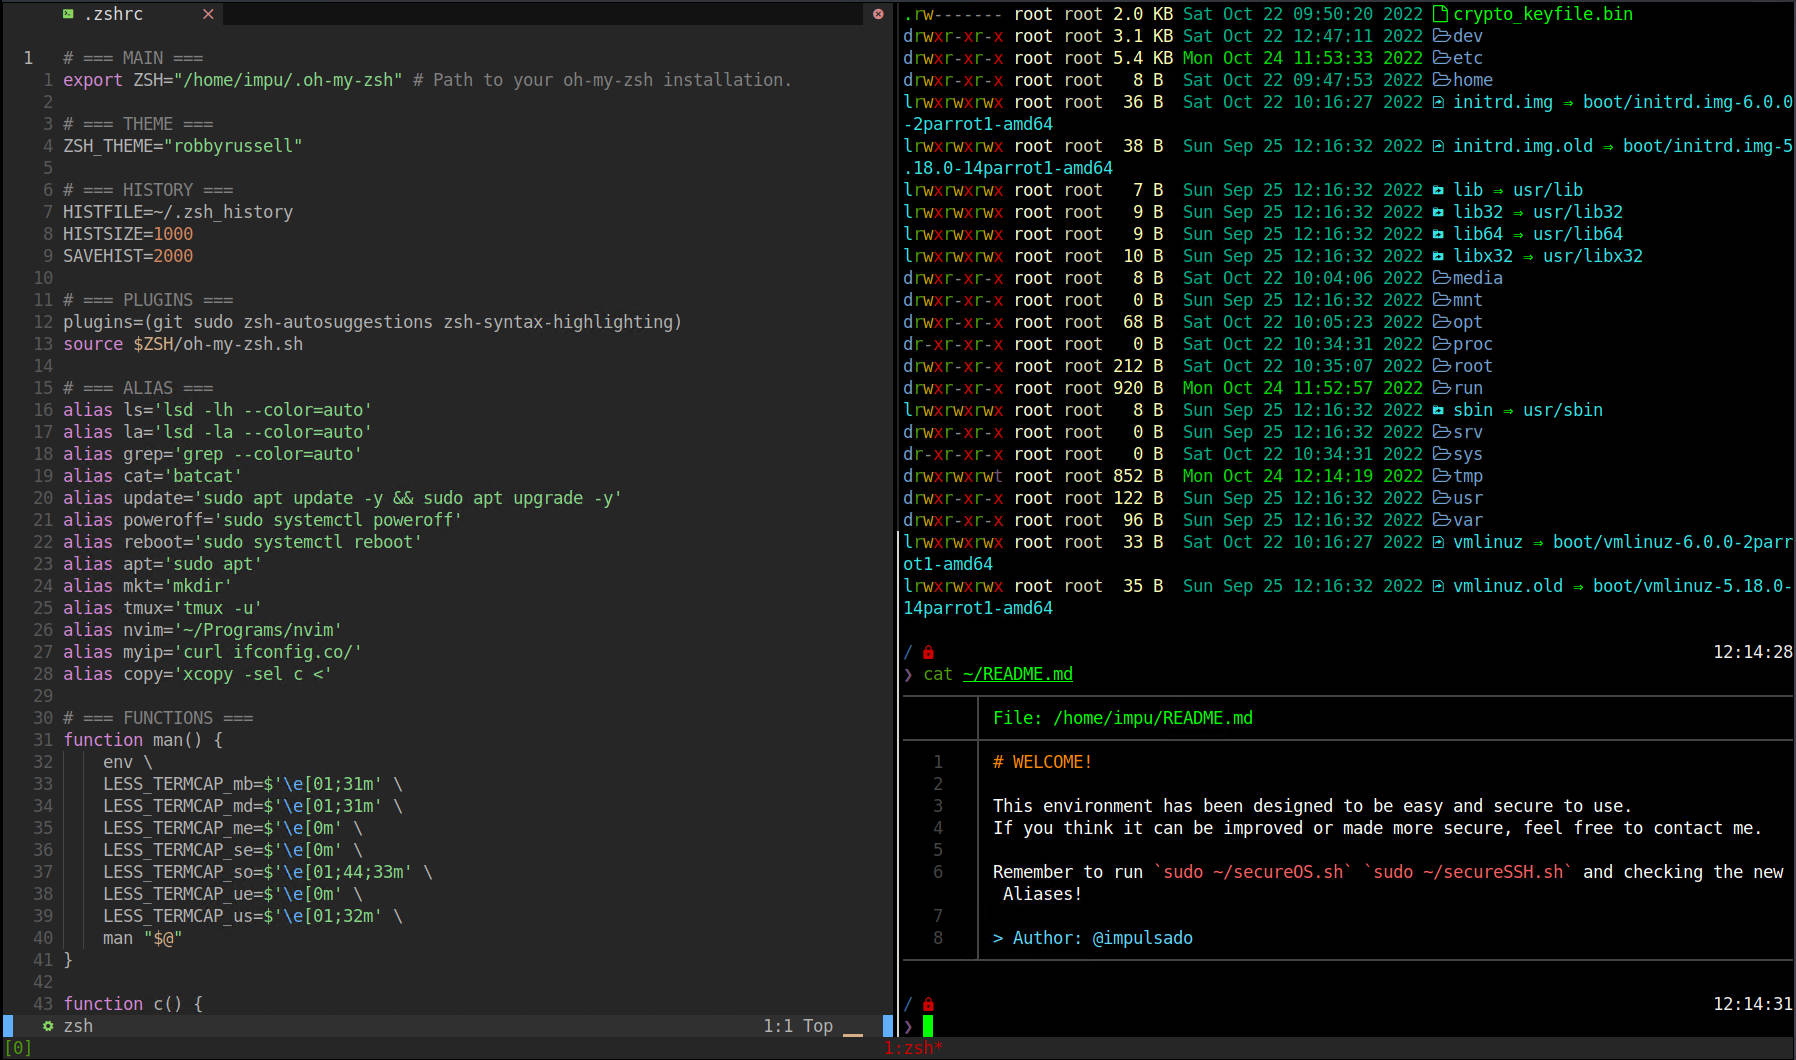 .zshrc
1 # === MAIN ===
1 export ZSH="/home/impu/.oh-my-zsh" # Path to your oh-my-zsh installation.
2
3 # === THEME ===
4 ZSH_THEME="robbyrussell"
5
6 # === HISTORY ===
7 HISTFILE=~/.zsh_history
8 HISTSIZE=1000
9 SAVEHIST=2000
10
11 # === PLUGINS ===
12 plugins=(git sudo zsh-autosuggestions zsh-syntax-highlighting)
13 source $ZSH/oh-my-zsh.sh
14
15 # === ALIAS ===
16 alias ls='lsd -lh --color=auto'
17 alias la='lsd -la --color=auto'
18 alias grep='grep --color=auto'
19 alias cat='batcat'
20 alias update='sudo apt update -y && sudo apt upgrade -y'
21 alias poweroff='sudo systemctl poweroff'
22 alias reboot='sudo systemctl reboot'
23 alias apt='sudo apt'
24 alias mkt='mkdir'
25 alias tmux='tmux -u'
26 alias nvim='~/Programs/nvim'
27 alias myip='curl ifconfig.co/'
28 alias copy='xcopy -sel c <'
29
30 # === FUNCTIONS ===
31 function man() {
32 env \
33 LESS_TERMCAP_mb=$'\e[01;31m' \
34 LESS_TERMCAP_md=$'\e[01;31m' \
35 LESS_TERMCAP_me=$'\e[0m' \
36 LESS_TERMCAP_se=$'\e[0m' \
37 LESS_TERMCAP_so=$'\e[01;44;33m' \
38 LESS_TERMCAP_ue=$'\e[0m' \
39 LESS_TERMCAP_us=$'\e[01;32m' \
40 man "$@"
41 }
42
43 function c() {
zsh 1:1 Top
.rw------- root root 2.0 KB Sat Oct 22 09:50:20 2022 crypto_keyfile.bin
drwxr-xr-x root root 3.1 KB Sat Oct 22 12:47:11 2022 dev
drwxr-xr-x root root 5.4 KB Mon Oct 24 11:53:33 2022 etc
drwxr-xr-x root root 8 B Sat Oct 22 09:47:53 2022 home
lrwxrwxrwx root root 36 B Sat Oct 22 10:16:27 2022 initrd.img ⇒ boot/initrd.img-6.0.0
-2parrot1-amd64
lrwxrwxrwx root root 38 B Sun Sep 25 12:16:32 2022 initrd.img.old ⇒ boot/initrd.img-5
.18.0-14parrot1-amd64
lrwxrwxrwx root root 7 B Sun Sep 25 12:16:32 2022 lib ⇒ usr/lib
lrwxrwxrwx root root 9 B Sun Sep 25 12:16:32 2022 lib32 ⇒ usr/lib32
lrwxrwxrwx root root 9 B Sun Sep 25 12:16:32 2022 lib64 ⇒ usr/lib64
lrwxrwxrwx root root 10 B Sun Sep 25 12:16:32 2022 libx32 ⇒ usr/libx32
drwxr-xr-x root root 8 B Sat Oct 22 10:04:06 2022 media
drwxr-xr-x root root 0 B Sun Sep 25 12:16:32 2022 mnt
drwxr-xr-x root root 68 B Sat Oct 22 10:05:23 2022 opt
dr-xr-xr-x root root 0 B Sat Oct 22 10:34:31 2022 proc
drwxr-xr-x root root 212 B Sat Oct 22 10:35:07 2022 root
drwxr-xr-x root root 920 B Mon Oct 24 11:52:57 2022 run
lrwxrwxrwx root root 8 B Sun Sep 25 12:16:32 2022 sbin ⇒ usr/sbin
drwxr-xr-x root root 0 B Sun Sep 25 12:16:32 2022 srv
dr-xr-xr-x root root 0 B Sat Oct 22 10:34:31 2022 sys
drwxrwxrwt root root 852 B Mon Oct 24 12:14:19 2022 tmp
drwxr-xr-x root root 122 B Sun Sep 25 12:16:32 2022 usr
drwxr-xr-x root root 96 B Sun Sep 25 12:16:32 2022 var
lrwxrwxrwx root root 33 B Sat Oct 22 10:16:27 2022 vmlinuz ⇒ boot/vmlinuz-6.0.0-2parr
ot1-amd64
lrwxrwxrwx root root 35 B Sun Sep 25 12:16:32 2022 vmlinuz.old ⇒ boot/vmlinuz-5.18.0-
14parrot1-amd64
/ 12:14:28
❯ cat ~/README.md
File: /home/impu/README.md
1 # WELCOME!
2
3 This environment has been designed to be easy and secure to use.
4 If you think it can be improved or made more secure, feel free to contact me.
5
6 Remember to run `sudo ~/secureOS.sh` `sudo ~/secureSSH.sh` and checking the new
Aliases!
7
8 > Author: @impulsado
/ 12:14:31
❯
[0] 1:zsh*